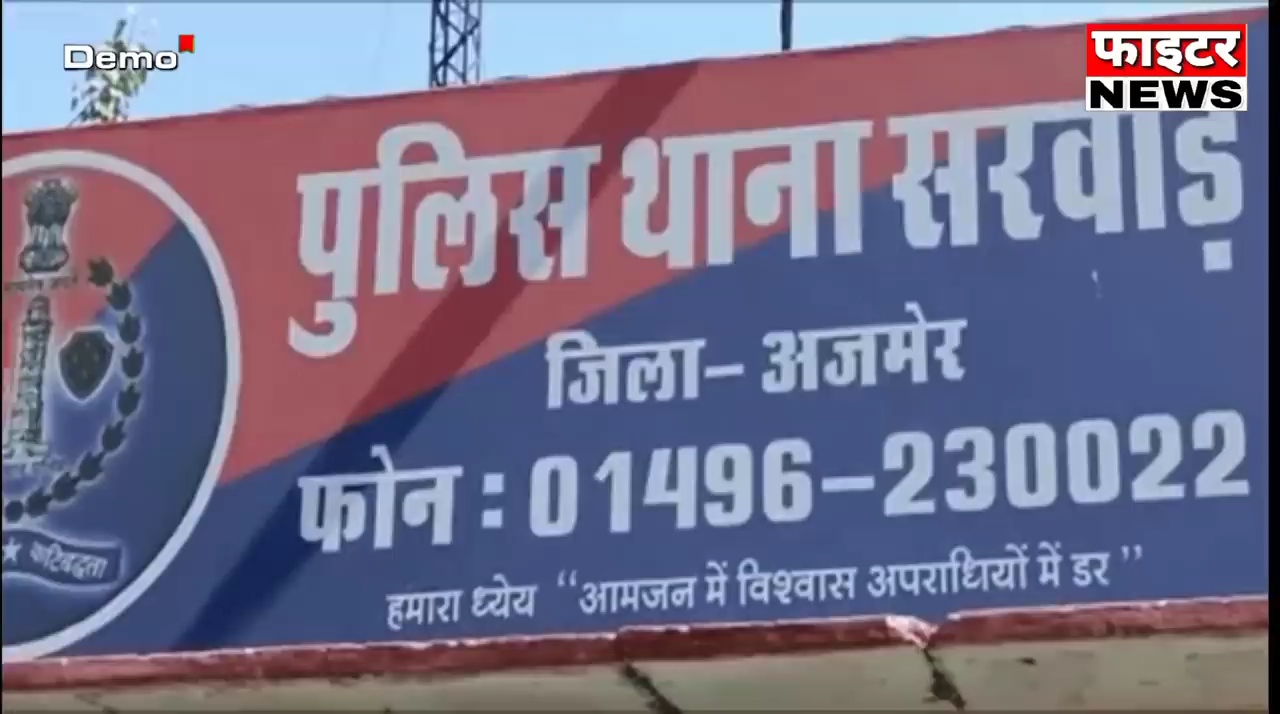 Demo
फाइटर
NEWS
पुलिस थाना सरवाड़
जिला- अजमेर
फोन : 01496-230022
हमारा ध्येय “आमजन में विश्वास अपराधियों में डर”